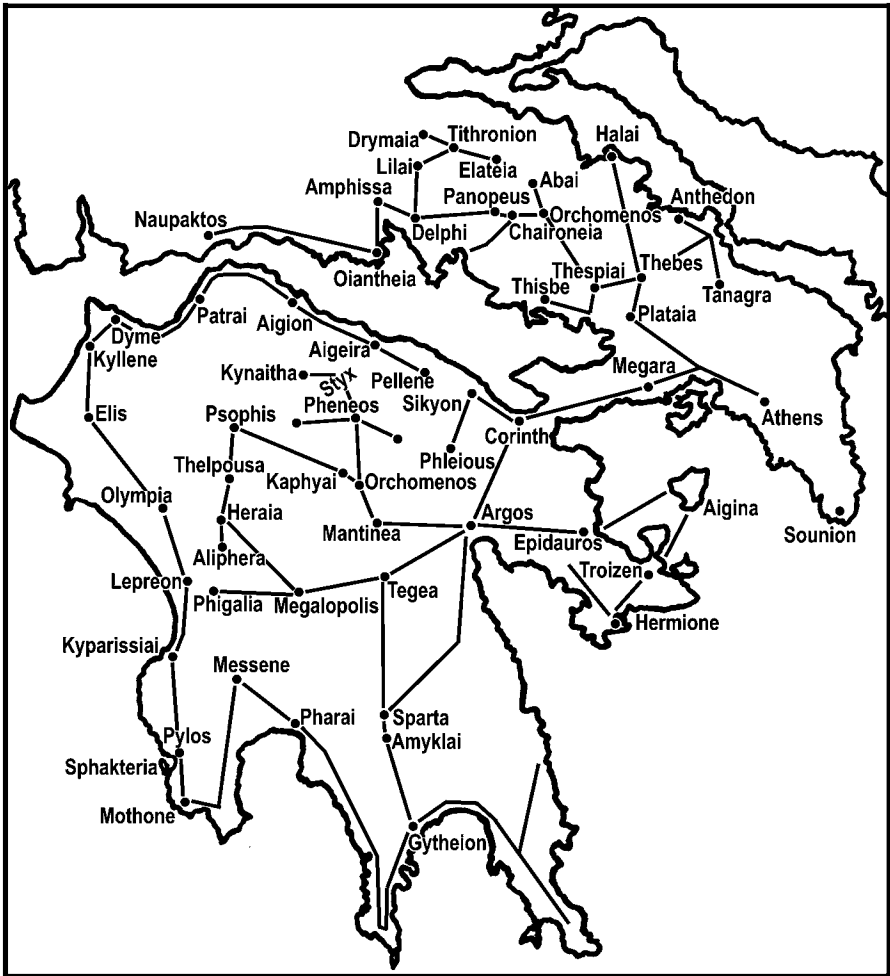 Drymaia
Tithronion
Halai
Lilai
Elateia
Abai
Amphissa
Panopeus
Anthedon
Naupaktos
Orchomenos
Delphi
Chaironeia
Oiantheia
Thespiai
Thebes
Thisbe
Tanagra
Patrai
Plataia
Aigion
Dyme
Aigeira
Kyllene
Megara
Kynaitha
Styx
Pellene
Sikyon
Pheneos
Athens
Elis
Psophis
Corinth
Phleious
Thelpousa
Kaphyai
Orchomenos
Olympia
Aigina
Heraia
Argos
Mantinea
Sounion
Epidauros
Aliphera
Troizen
Lepreon
Tegea
Phigalia
Megalopolis
Hermione
Kyparissiai
Messene
Pharai
Sparta
Pylos
Amyklai
Sphakteria
Mothone
Gytheion